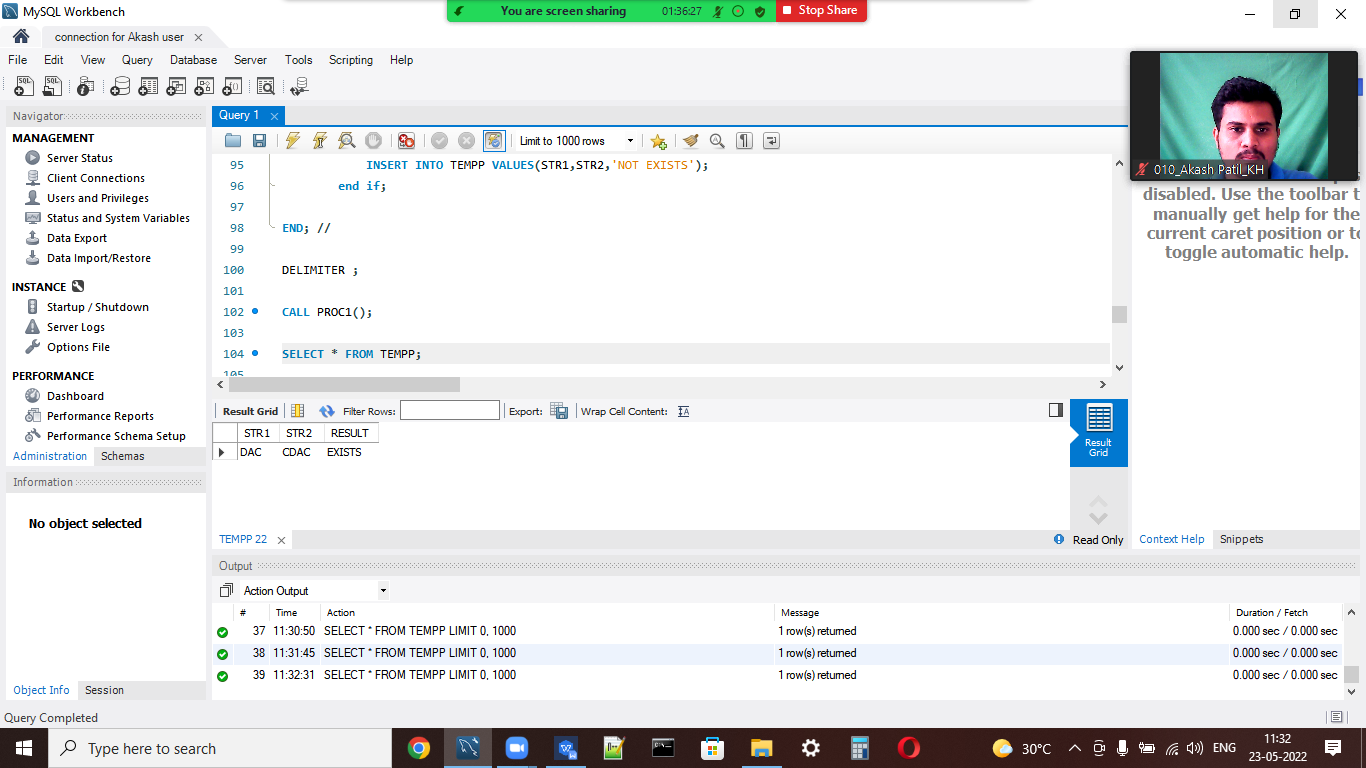 MySQL Workbench
You are screen sharing 01:36:27 Stop Share
connection for Akash user
File Edit View Query Database Server Tools Scripting Help
Navigator
MANAGEMENT
Server Status
Client Connections
Users and Privileges
Status and System Variables
Data Export
Data Import/Restore
INSTANCE
Startup / Shutdown
Server Logs
Options File
PERFORMANCE
Dashboard
Performance Reports
Performance Schema Setup
Administration Schemas
Information
No object selected
Object Info Session
Query 1
Limit to 1000 rows
95 INSERT INTO TEMPP VALUES(STR1,STR2,'NOT EXISTS');
96 end if;
97
98 END; //
99
100 DELIMITER ;
101
102 CALL PROC1();
103
104 SELECT * FROM TEMPP;
105
Result Grid Filter Rows: Export: Wrap Cell Content:
STR1 STR2 RESULT
DAC CDAC EXISTS
Result
Grid
TEMPP 22
Read Only
010_Akash Patil_KH
disabled. Use the toolbar t
manually get help for the
current caret position or to
toggle automatic help.
Context Help Snippets
Output
Action Output
# Time Action Message Duration / Fetch
37 11:30:50 SELECT * FROM TEMPP LIMIT 0, 1000 1 row(s) returned 0.000 sec / 0.000 sec
38 11:31:45 SELECT * FROM TEMPP LIMIT 0, 1000 1 row(s) returned 0.000 sec / 0.000 sec
39 11:32:31 SELECT * FROM TEMPP LIMIT 0, 1000 1 row(s) returned 0.000 sec / 0.000 sec
Query Completed
Type here to search
30°C
ENG
11:32
23-05-2022